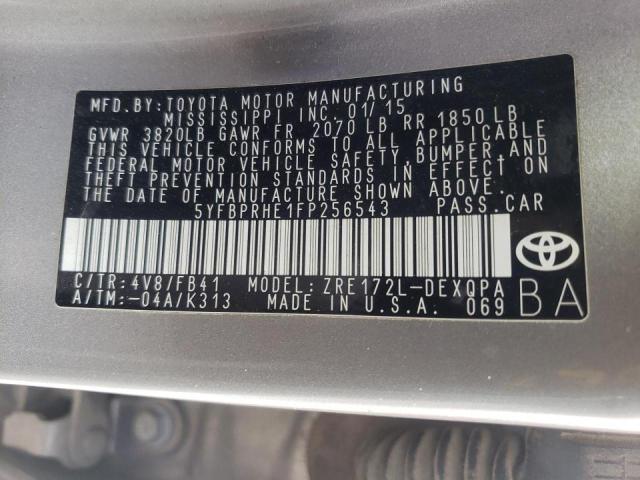 MFD.BY:TOYOTA MOTOR MANUFACTURING
MISSISSIPPI INC. 01/15
GVWR 3820LB GAWR FR 2070 LB RR 1850 LB
THIS VEHICLE CONFORMS TO ALL APPLICABLE
FEDERAL MOTOR VEHICLE SAFETY, BUMPER, AND
THEFT PREVENTION STANDARDS IN EFFECT ON
THE DATE OF MANUFACTURE SHOWN ABOVE.
5YFBPRHE1FP256543 PASS.CAR
C/TR:4V8/FB41 MODEL:ZRE172L-DEXQPA
A/TM:-04A/K313 MADE IN U.S.A. 069
BA